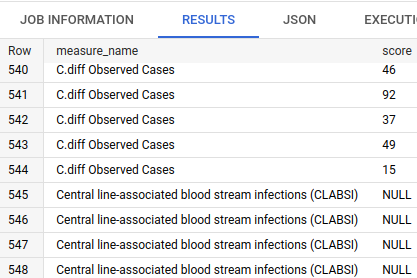 JOB INFORMATION RESULTS JSON EXECUTI
Row measure_name score
540 C.diff Observed Cases 46
541 C.diff Observed Cases 92
542 C.diff Observed Cases 37
543 C.diff Observed Cases 49
544 C.diff Observed Cases 15
545 Central line-associated blood stream infections (CLABSI) NULL
546 Central line-associated blood stream infections (CLABSI) NULL
547 Central line-associated blood stream infections (CLABSI) NULL
548 Central line-associated blood stream infections (CLABSI) NULL